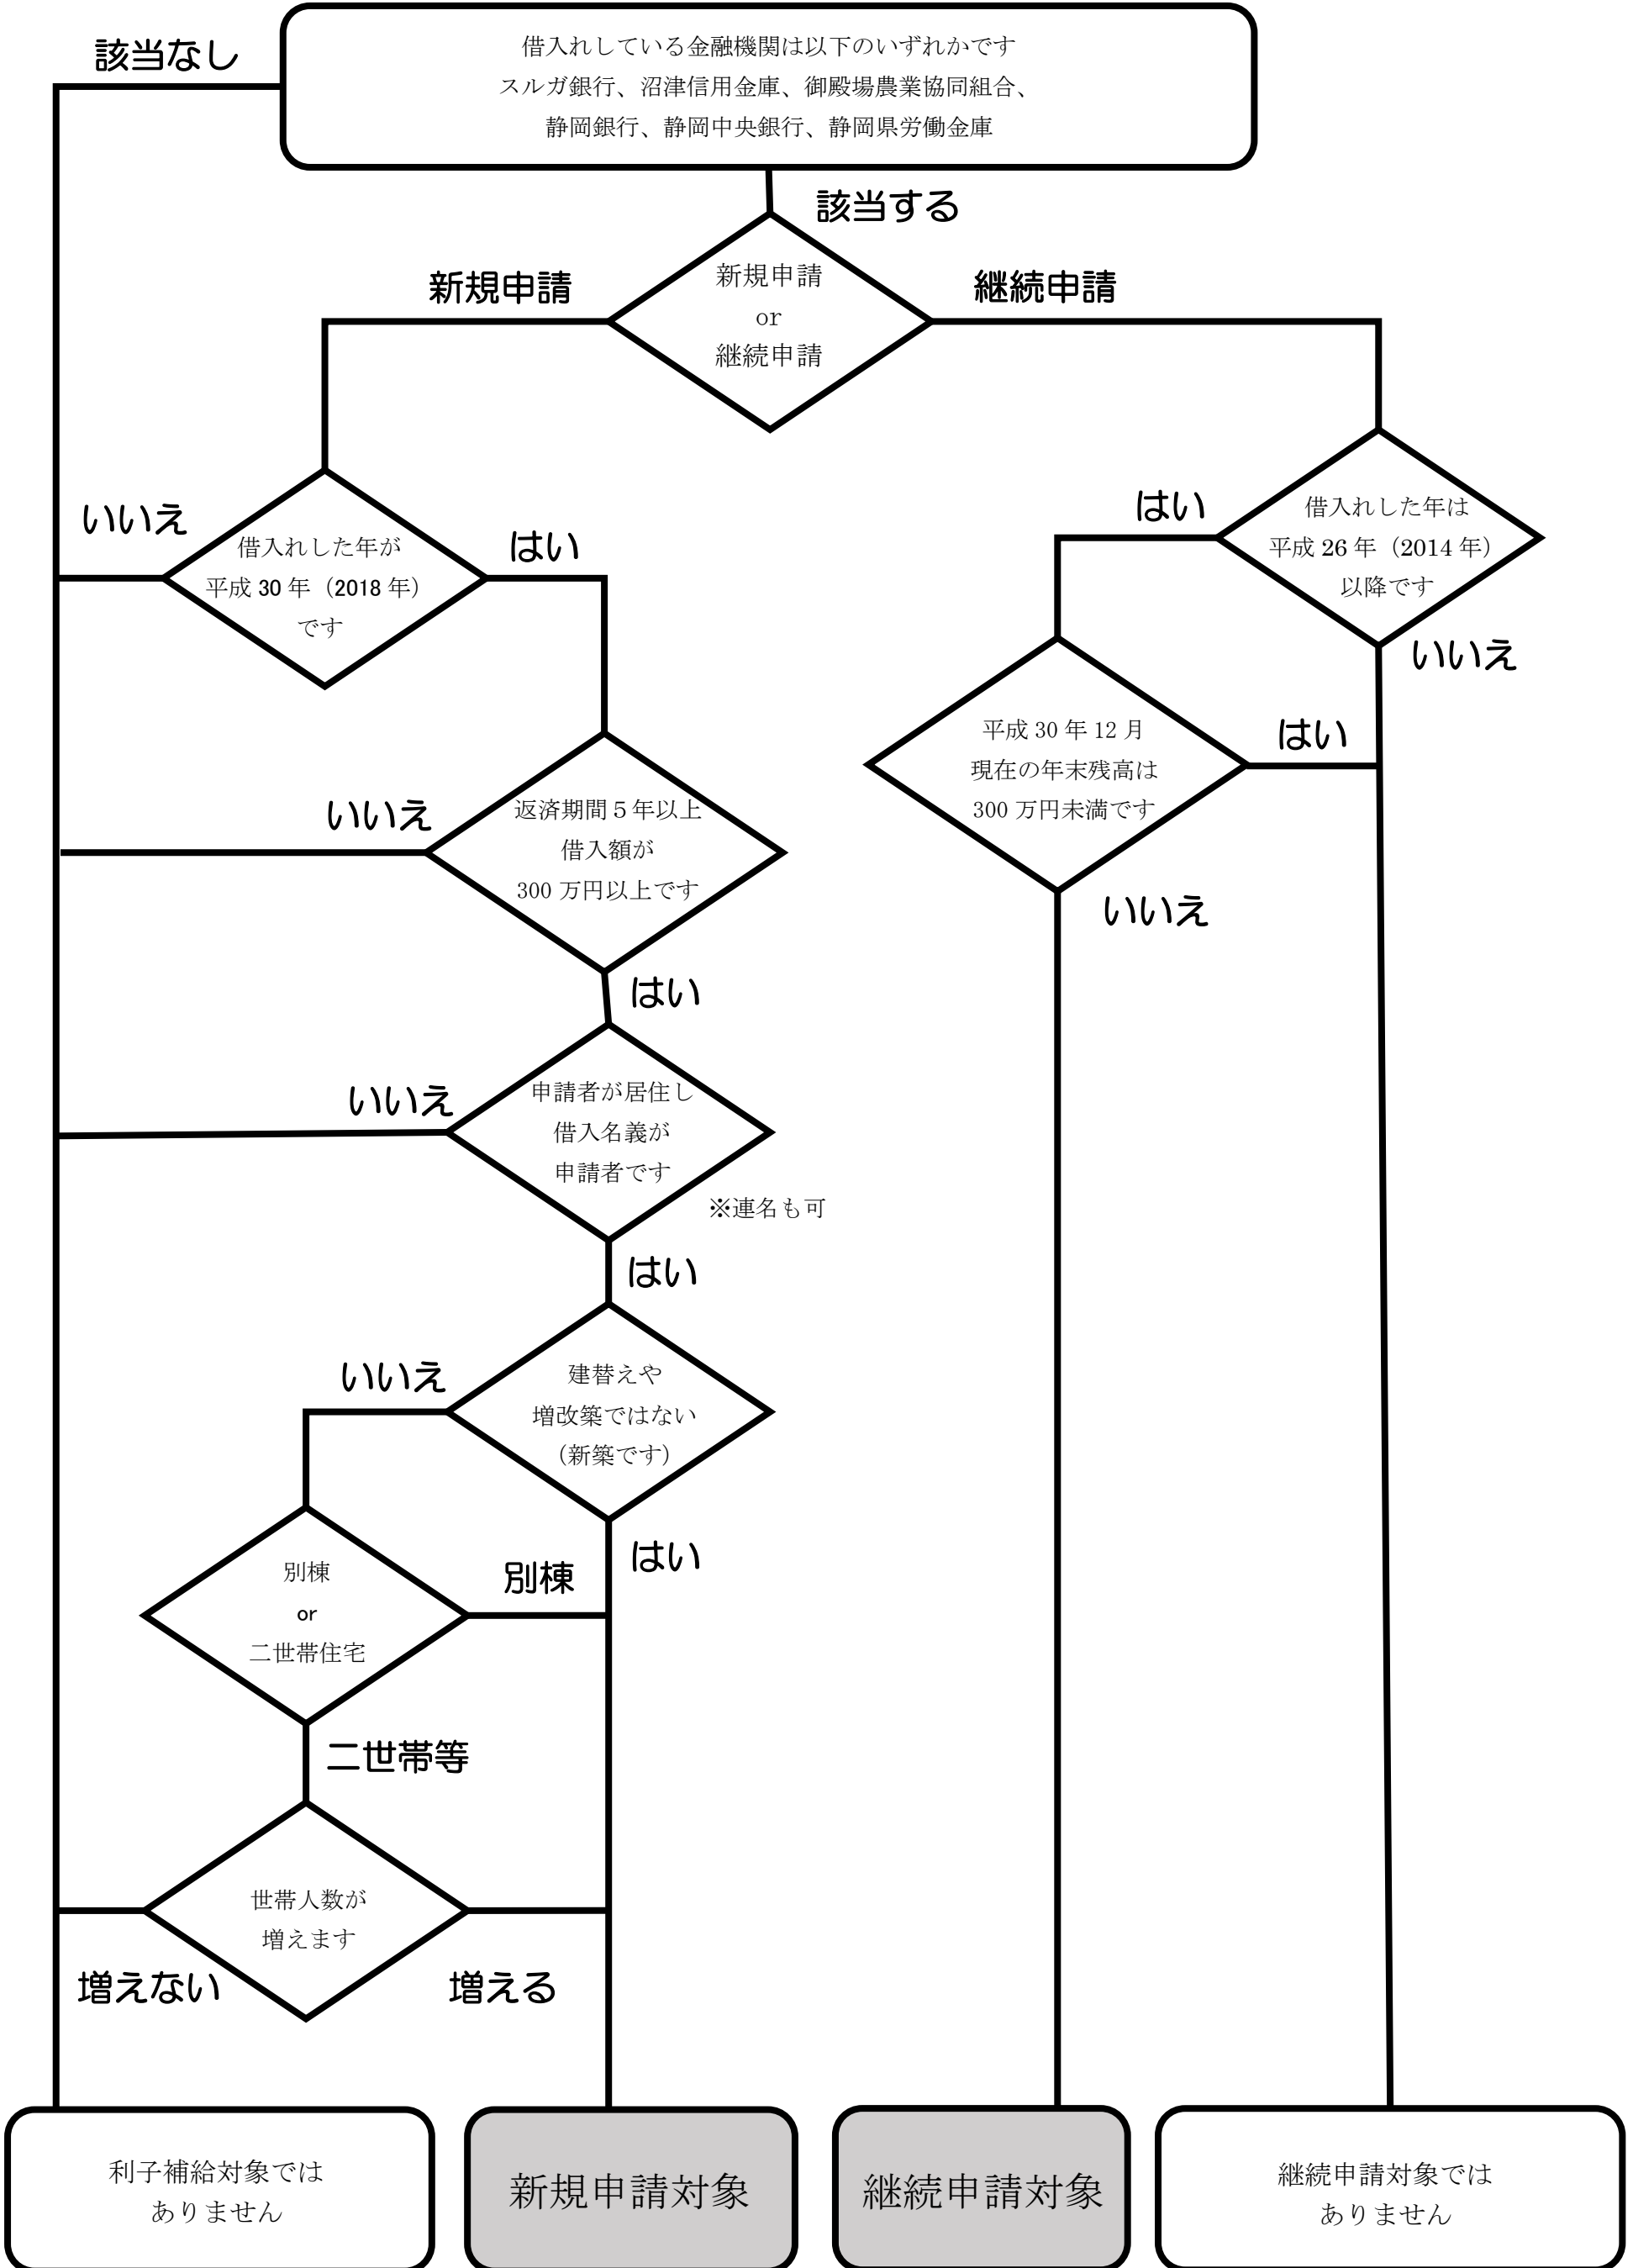 該当なし
借入れしている金融機関は以下のいずれかです
スルガ銀行、沼津信用金庫、御殿場農業協同組合、
静岡銀行、静岡中央銀行、静岡県労働金庫
該当する
新規申請
新規申請
or
継続申請
継続申請
いいえ
借入れした年が
平成 30 年（2018 年）
です
はい
はい
借入れした年は
平成 26 年（2014 年）
以降です
いいえ
平成 30 年 12 月
現在の年末残高は
300 万円未満です
はい
いいえ
いいえ
返済期間５年以上
借入額が
300 万円以上です
はい
いいえ
申請者が居住し
借入名義が
申請者です
※連名も可
はい
いいえ
建替えや
増改築ではない
（新築です）
はい
別棟
or
二世帯住宅
別棟
二世帯等
世帯人数が
増えます
増えない
増える
利子補給対象では
ありません
新規申請対象
継続申請対象
継続申請対象では
ありません